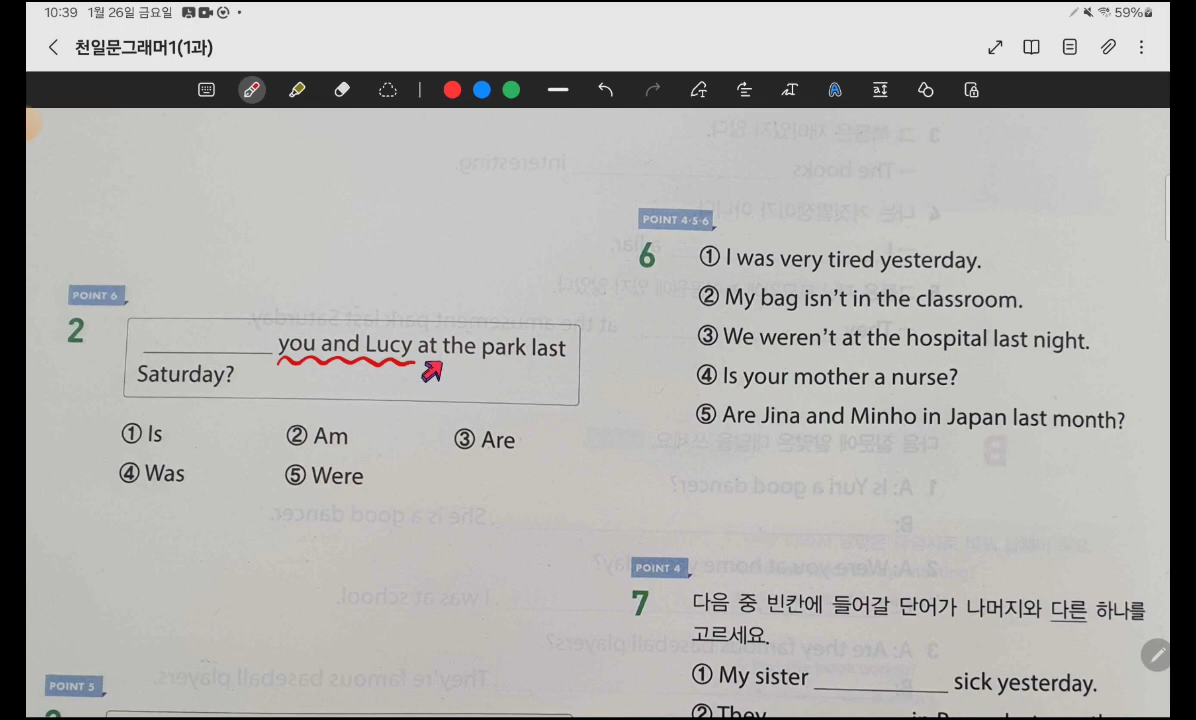 10:39 1월 26일 금요일
59%
천일문그래머1(1과)
POINT 6
2
__________ you and Lucy at the park last
Saturday?
① Is ② Am ③ Are
④ Was ⑤ Were
POINT 5
POINT 4·5·6
6
① I was very tired yesterday.
② My bag isn't in the classroom.
③ We weren't at the hospital last night.
④ Is your mother a nurse?
⑤ Are Jina and Minho in Japan last month?
POINT 4
7 다음 중 빈칸에 들어갈 단어가 나머지와 다른 하나를
고르세요.
① My sister __________ sick yesterday.
② They